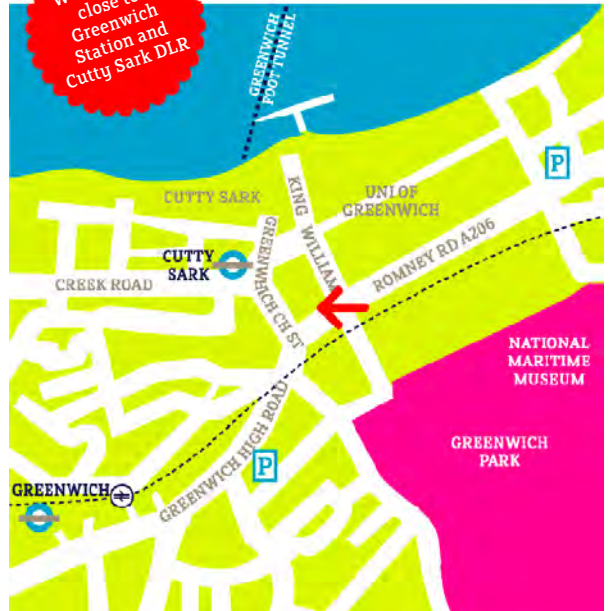 close to
Greenwich
Station and
Cutty Sark DLR
GREENWICH
FOOT TUNNEL
CUTTY SARK
KING WILLIAM
UNI OF
GREENWICH
P
CUTTY
SARK
GREENWICH CH ST
ROMNEY RD A206
CREEK ROAD
NATIONAL
MARITIME
MUSEUM
GREENWICH
PARK
GREENWICH HIGH ROAD
P
GREENWICH